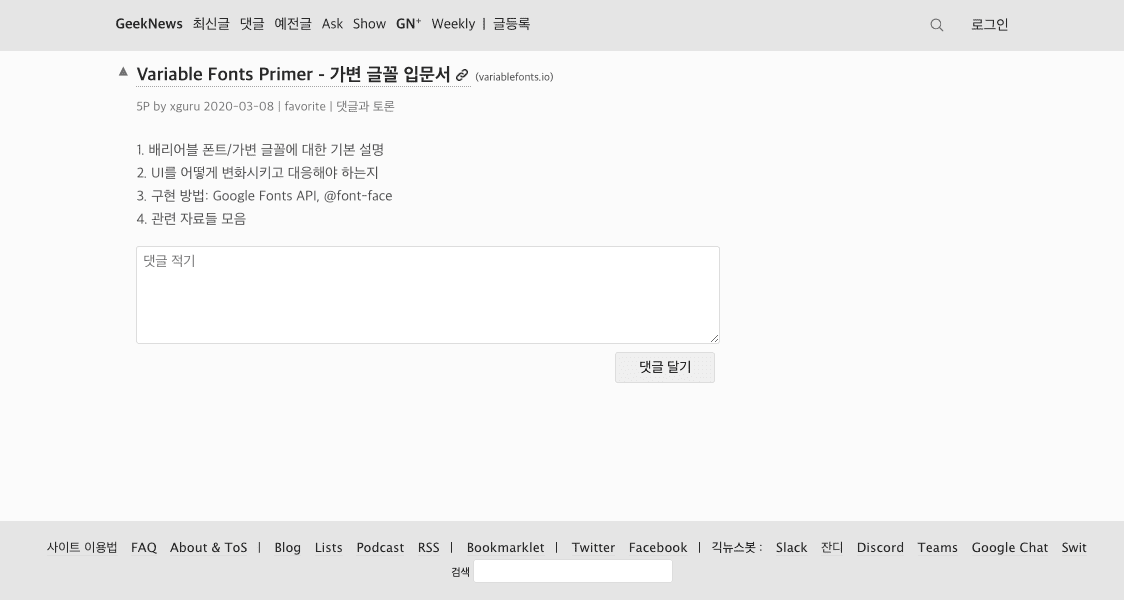 GeekNews 최신글 댓글 예전글 Ask Show GN⁺ Weekly | 글등록 로그인
▲ Variable Fonts Primer - 가변 글꼴 입문서 (variablefonts.io)
5P by xguru 2020-03-08 | favorite | 댓글과 토론
1. 배리어블 폰트/가변 글꼴에 대한 기본 설명
2. UI를 어떻게 변화시키고 대응해야 하는지
3. 구현 방법: Google Fonts API, @font-face
4. 관련 자료들 모음
댓글 적기
댓글 달기
사이트 이용법 FAQ About & ToS | Blog Lists Podcast RSS | Bookmarklet | Twitter Facebook | 긱뉴스봇 : Slack 잔디 Discord Teams Google Chat Swit
검색